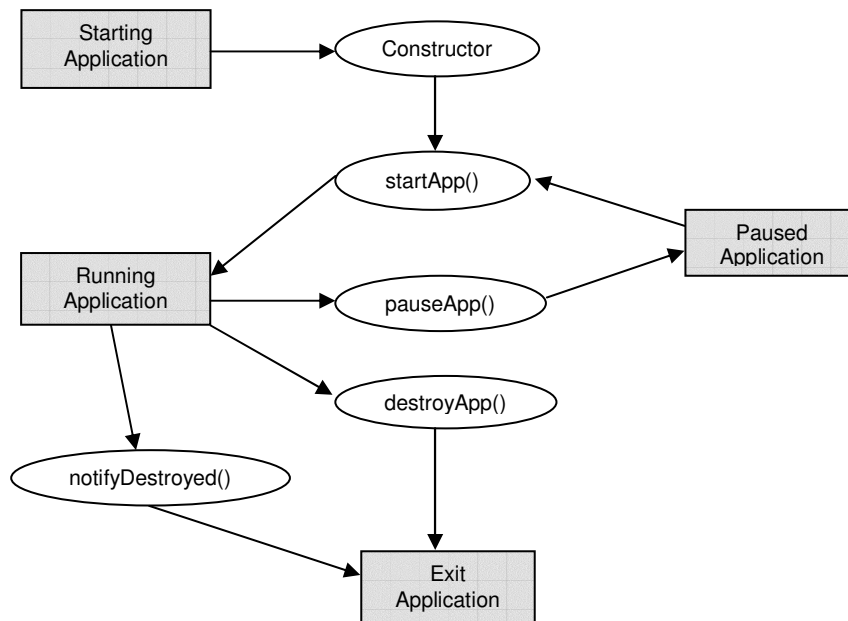 Starting
Application
Constructor
startApp()
Paused
Application
Running
Application
pauseApp()
destroyApp()
notifyDestroyed()
Exit
Application